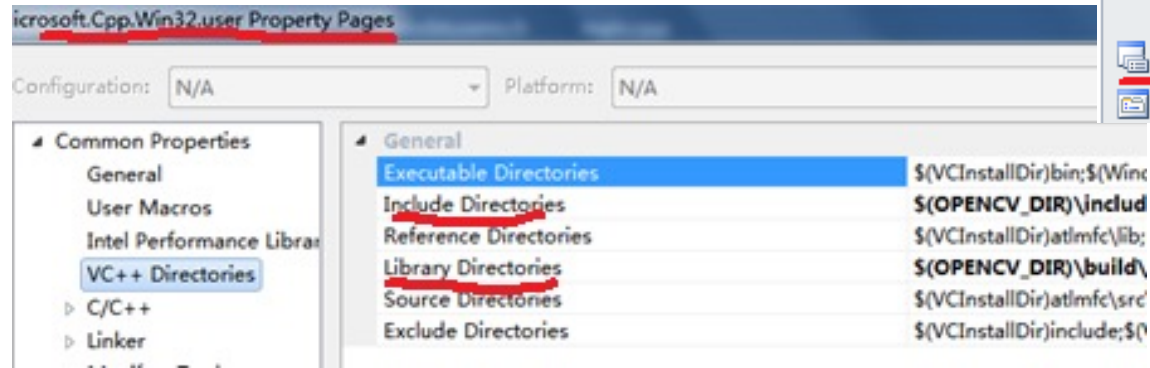 icrosoft.Cpp.Win32.user Property Pages
Configuration: N/A Platform: N/A
Common Properties
General
User Macros
Intel Performance Librar
VC++ Directories
C/C++
Linker
General
Executable Directories $(VCInstallDir)bin;$(Winc
Include Directories $(OPENCV_DIR)\includ
Reference Directories $(VCInstallDir)atlmfc\lib;
Library Directories $(OPENCV_DIR)\build\
Source Directories $(VCInstallDir)atlmfc\src
Exclude Directories $(VCInstallDir)include;$(